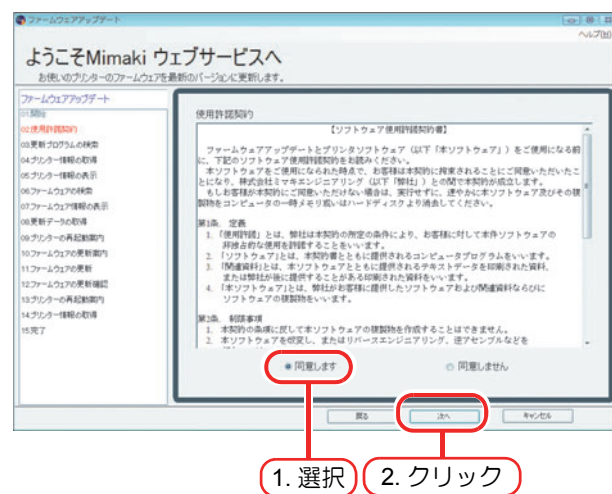 ファームウェアアップデート
ヘルプ(H)
ようこそMimaki ウェブサービスへ
お使いのプリンターのファームウェアを最新のバージョンに更新します。
ファームウェアアップデート
01.開始
02.使用許諾契約
03.更新プログラムの検索
04.プリンター情報の取得
05.プリンター情報の表示
06.ファームウェアの検索
07.ファームウェア情報の表示
08.更新データの取得
09.プリンターの再起動案内
10.ファームウェアの更新案内
11.ファームウェアの更新
12.ファームウェアの更新確認
13.プリンターの再起動案内
14.プリンター情報の取得
15.完了
使用許諾契約
【ソフトウェア使用許諾契約書】
ファームウェアアップデートとプリンタソフトウェア（以下「本ソフトウェア」）をご使用になる前
に、下記のソフトウェア使用許諾契約をお読みください。
本ソフトウェアをご使用になられた時点で、お客様は本契約に拘束されることにご同意いただいたこ
とになり、株式会社ミマキエンジニアリング（以下「弊社」）との間で本契約が成立します。
もしお客様が本契約にご同意いただけない場合は、実行せずに、速やかに本ソフトウェア及びその複
製物をコンピュータの一時メモリ或いはハードディスクより消去してください。
第1条. 定義
1. 「使用許諾」とは、弊社は本契約の所定の条件により、お客様に対して本件ソフトウェアの
非独占的な使用を許諾することをいいます。
2. 「ソフトウェア」とは、本契約書とともに提供されるコンピュータプログラムをいいます。
3. 「関連資料」とは、本ソフトウェアとともに提供されるテキストデータを印刷された資料、
または弊社が後に提供することがある印刷された資料をいいます。
4. 「本ソフトウェア」とは、弊社がお客様に提供したソフトウェアおよび関連資料ならびに
ソフトウェアの複製物をいいます。
第2条. 制限事項
1. 本契約の条項に反して本ソフトウェアの複製物を作成することはできません。
2. 本ソフトウェアを改変し、またはリバースエンジニアリング、逆アセンブルなどを
同意します
同意しません
戻る
次へ
キャンセル
1. 選択
2. クリック